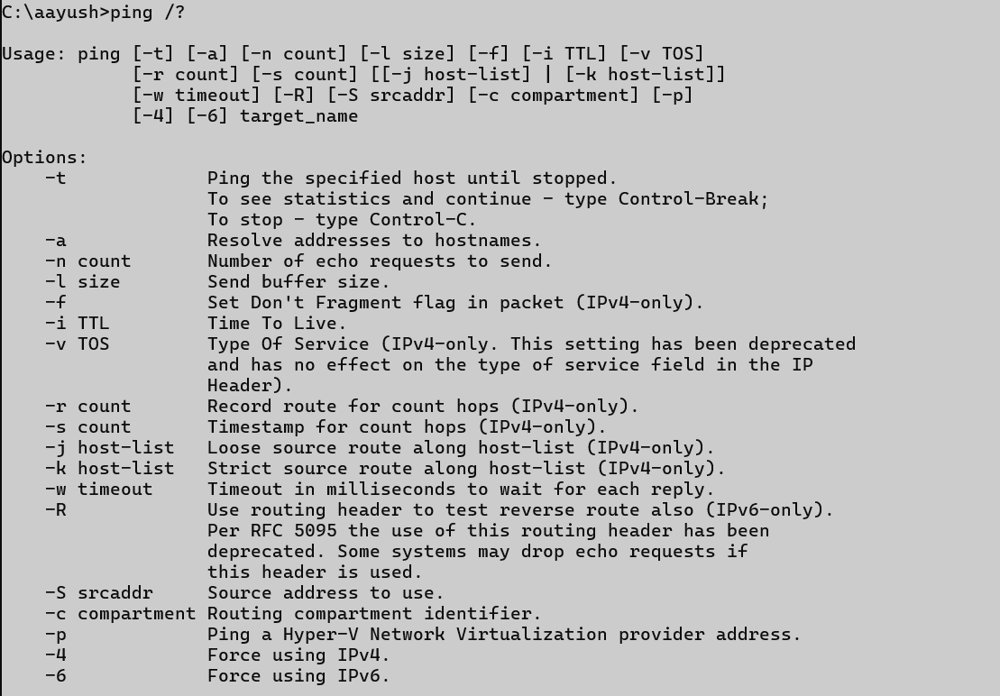 C:\aayush>ping /?

Usage: ping [-t] [-a] [-n count] [-l size] [-f] [-i TTL] [-v TOS]
            [-r count] [-s count] [[-j host-list] | [-k host-list]]
            [-w timeout] [-R] [-S srcaddr] [-c compartment] [-p]
            [-4] [-6] target_name

Options:
    -t             Ping the specified host until stopped.
                   To see statistics and continue - type Control-Break;
                   To stop - type Control-C.
    -a             Resolve addresses to hostnames.
    -n count       Number of echo requests to send.
    -l size        Send buffer size.
    -f             Set Don't Fragment flag in packet (IPv4-only).
    -i TTL         Time To Live.
    -v TOS         Type Of Service (IPv4-only. This setting has been deprecated
                   and has no effect on the type of service field in the IP
                   Header).
    -r count       Record route for count hops (IPv4-only).
    -s count       Timestamp for count hops (IPv4-only).
    -j host-list   Loose source route along host-list (IPv4-only).
    -k host-list   Strict source route along host-list (IPv4-only).
    -w timeout     Timeout in milliseconds to wait for each reply.
    -R             Use routing header to test reverse route also (IPv6-only).
                   Per RFC 5095 the use of this routing header has been
                   deprecated. Some systems may drop echo requests if
                   this header is used.
    -S srcaddr     Source address to use.
    -c compartment Routing compartment identifier.
    -p             Ping a Hyper-V Network Virtualization provider address.
    -4             Force using IPv4.
    -6             Force using IPv6.